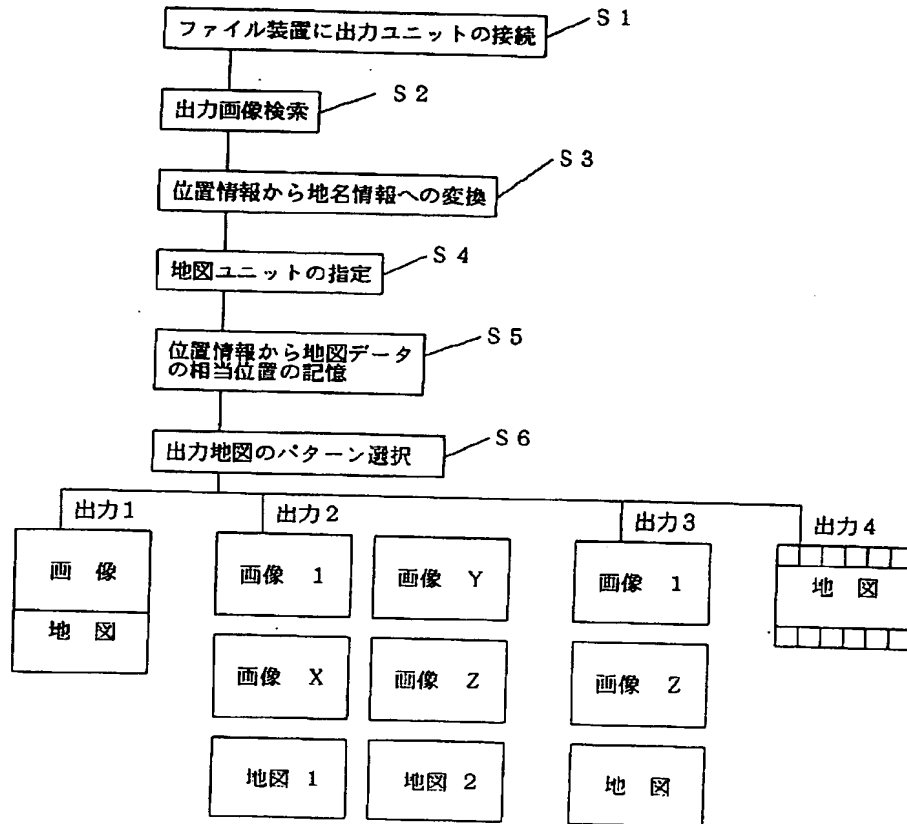 ファイル装置に出力ユニットの接続
S1
出力画像検索
S2
位置情報から地名情報への変換
S3
地図ユニットの指定
S4
位置情報から地図データ
の相当位置の記憶
S5
出力地図のパターン選択
S6
出力1
画 像
地 図
出力2
画像 1
画像 Y
画像 X
画像 Z
地図 1
地図 2
出力3
画像 1
画像 Z
地 図
出力4
地 図